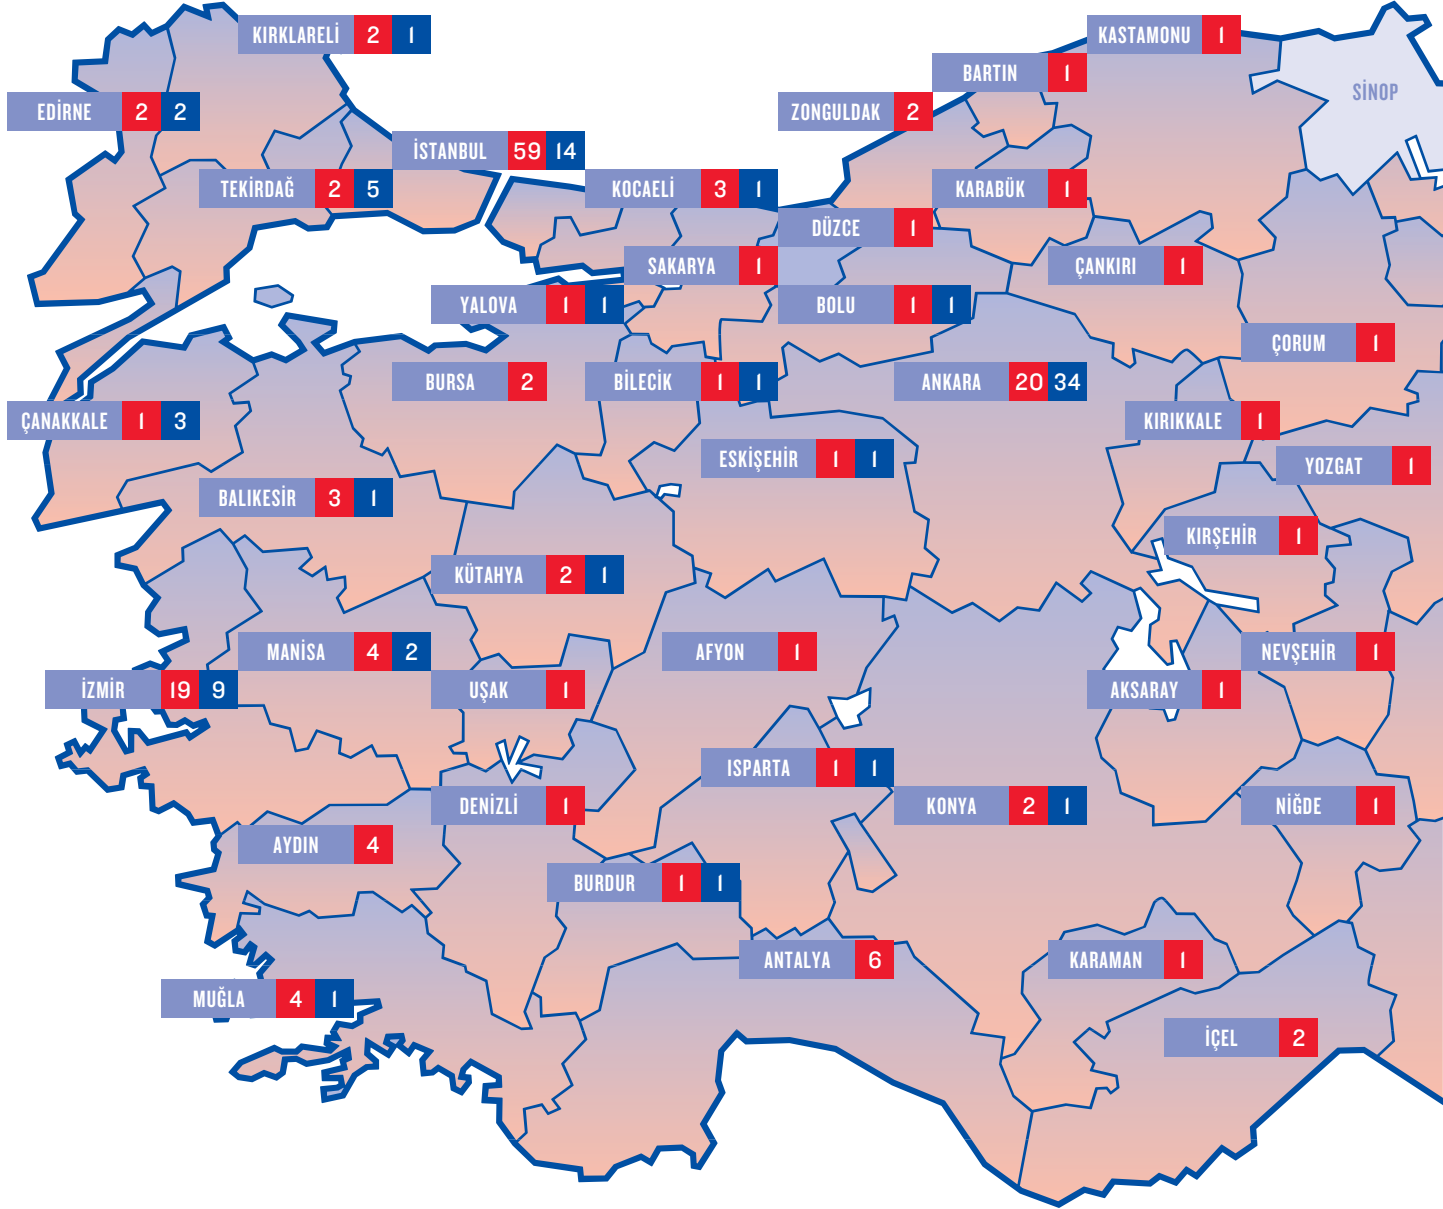 KIRKLARELİ 2 1
KASTAMONU 1
BARTIN 1
SİNOP
EDİRNE 2 2
ZONGULDAK 2
İSTANBUL 59 14
TEKİRDAĞ 2 5
KOCAELİ 3 1
KARABÜK 1
DÜZCE 1
SAKARYA 1
ÇANKIRI 1
YALOVA 1 1
BOLU 1 1
ÇORUM 1
BURSA 2
BİLECİK 1 1
ANKARA 20 34
ÇANAKKALE 1 3
KIRIKKALE 1
ESKİŞEHİR 1 1
YOZGAT 1
BALIKESİR 3 1
KIRŞEHİR 1
KÜTAHYA 2 1
MANİSA 4 2
AFYON 1
NEVŞEHİR 1
İZMİR 19 9
UŞAK 1
AKSARAY 1
ISPARTA 1 1
DENİZLİ 1
KONYA 2 1
NİĞDE 1
AYDIN 4
BURDUR 1 1
ANTALYA 6
KARAMAN 1
MUĞLA 4 1
İÇEL 2